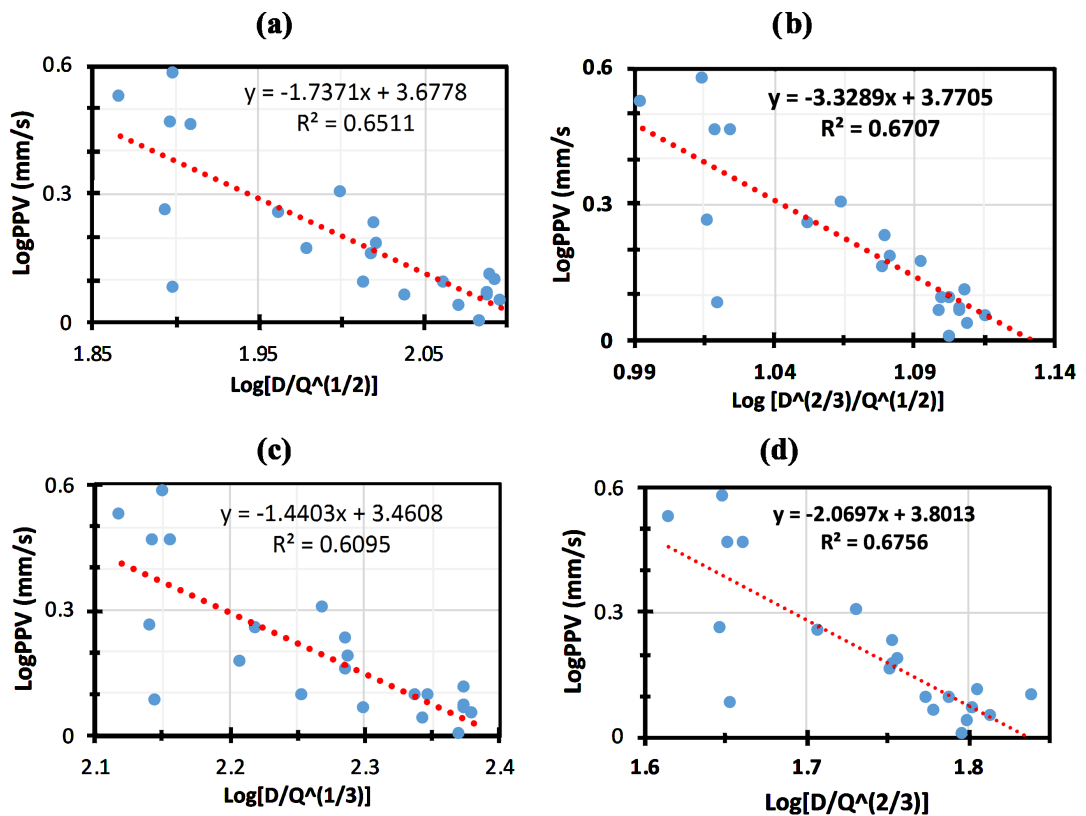 (a)
LogPPV (mm/s)
0.6
0.3
0
y = -1.7371x + 3.6778
R² = 0.6511
1.85
1.95
2.05
Log[D/Q^(1/2)]
(b)
LogPPV (mm/s)
0.6
0.3
0
y = -3.3289x + 3.7705
R² = 0.6707
0.99
1.04
1.09
1.14
Log [D^(2/3)/Q^(1/2)]
(c)
LogPPV (mm/s)
0.6
0.3
0
y = -1.4403x + 3.4608
R² = 0.6095
2.1
2.2
2.3
2.4
Log[D/Q^(1/3)]
(d)
LogPPV (mm/s)
0.6
0.3
0
y = -2.0697x + 3.8013
R² = 0.6756
1.6
1.7
1.8
Log[D/Q^(2/3)]